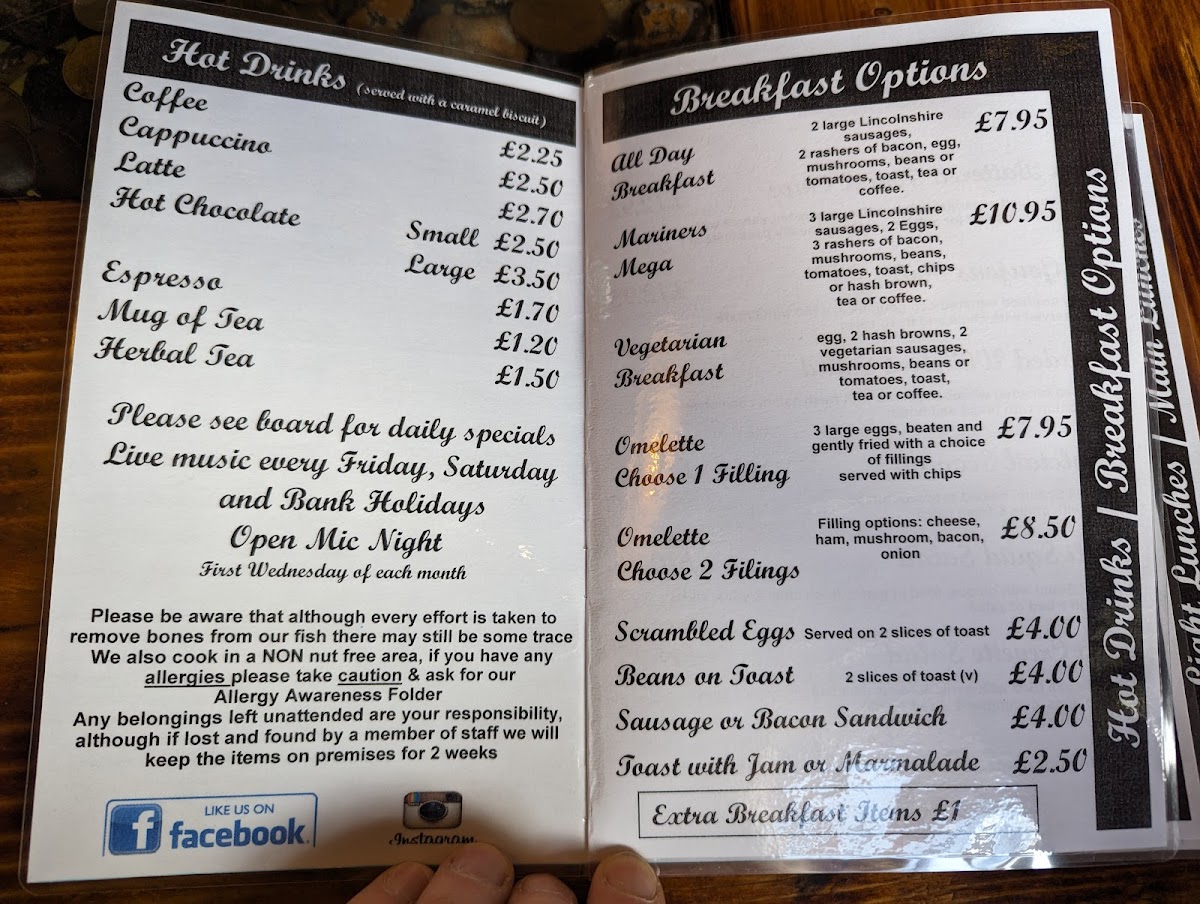 Hot Drinks (served with a caramel biscuit)
Coffee £2.25
Cappuccino £2.50
Latte £2.70
Hot Chocolate Small £2.50
Large £3.50
Espresso £1.70
Mug of Tea £1.20
Herbal Tea £1.50
Please see board for daily specials
Live music every Friday, Saturday
and Bank Holidays
Open Mic Night
First Wednesday of each month
Please be aware that although every effort is taken to
remove bones from our fish there may still be some trace
We also cook in a NON nut free area, if you have any
allergies please take caution & ask for our
Allergy Awareness Folder
Any belongings left unattended are your responsibility,
although if lost and found by a member of staff we will
keep the items on premises for 2 weeks
LIKE US ON
facebook.
Instagram
Breakfast Options
All Day
Breakfast
2 large Lincolnshire
sausages,
2 rashers of bacon, egg,
mushrooms, beans or
tomatoes, toast, tea or
coffee.
£7.95
Mariners
Mega
3 large Lincolnshire
sausages, 2 Eggs,
3 rashers of bacon,
mushrooms, beans,
tomatoes, toast, chips
or hash brown,
tea or coffee.
£10.95
Vegetarian
Breakfast
egg, 2 hash browns, 2
vegetarian sausages,
mushrooms, beans or
tomatoes, toast,
tea or coffee.
Omelette
Choose 1 Filling
3 large eggs, beaten and
gently fried with a choice
of fillings
served with chips
£7.95
Omelette
Choose 2 Filings
Filling options: cheese,
ham, mushroom, bacon,
onion
£8.50
Scrambled Eggs Served on 2 slices of toast £4.00
Beans on Toast 2 slices of toast (v) £4.00
Sausage or Bacon Sandwich £4.00
Toast with Jam or Marmalade £2.50
Extra Breakfast Items £1
Hot Drinks | Breakfast Options
Light Lunches | Main Lunches